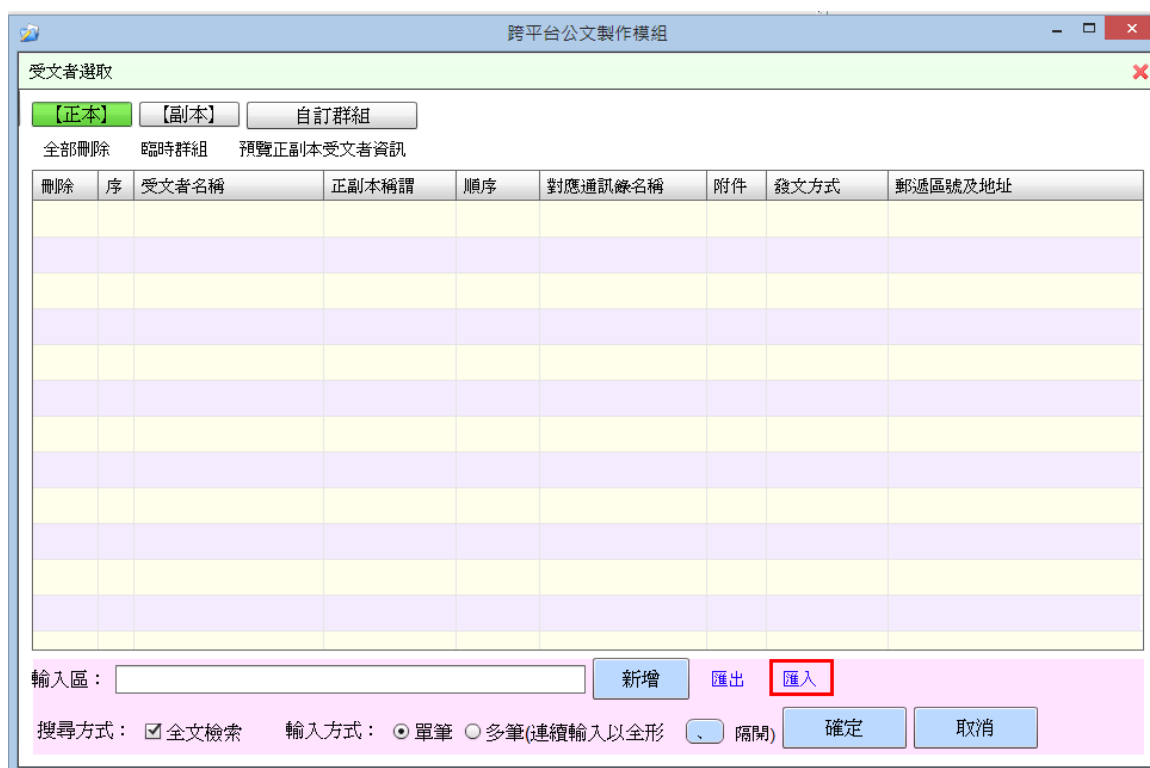 跨平台公文製作模組
受文者選取
【正本】 【副本】 自訂群組
全部刪除 臨時群組 預覽正副本受文者資訊
刪除 序 受文者名稱 正副本稱謂 順序 對應通訊錄名稱 附件 發文方式 郵遞區號及地址
輸入區： 新增 匯出 匯入
搜尋方式： 全文檢索 輸入方式： 單筆 多筆(連續輸入以全形 、 隔開) 確定 取消